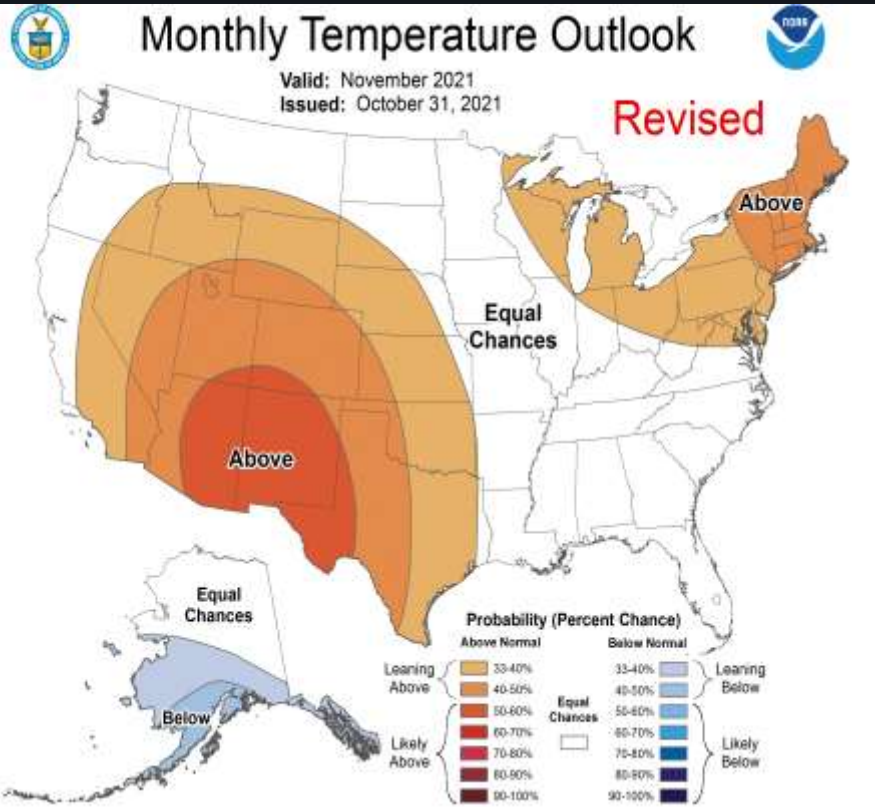 Monthly Temperature Outlook
Valid: November 2021
Issued: October 31, 2021
Revised
noaa
Above
Equal
Chances
Above
Equal
Chances
Below
Probability (Percent Chance)
Above Normal
Below Normal
Leaning
Above
33-40%
40-50%
Likely
Above
50-60%
60-70%
70-80%
80-90%
90-100%
Equal
Chances
33-40%
40-50%
Leaning
Below
50-60%
60-70%
70-80%
80-90%
90-100%
Likely
Below